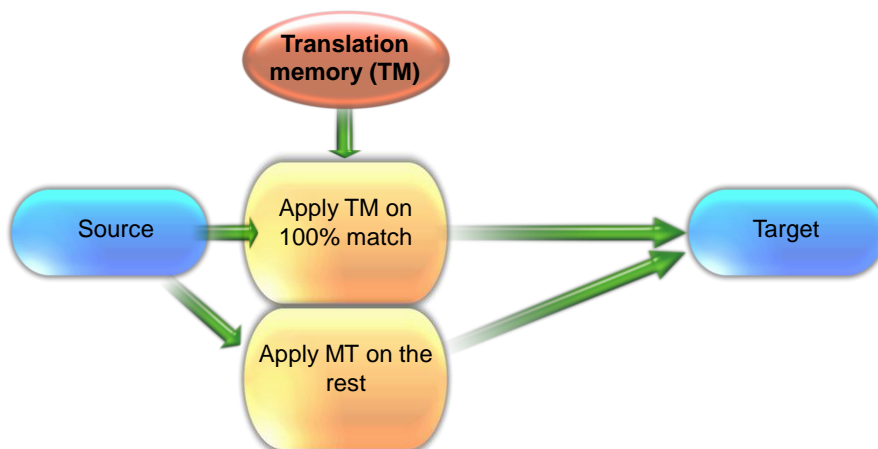 Translation
memory (TM)
Source
Apply TM on
100% match
Target
Apply MT on the
rest